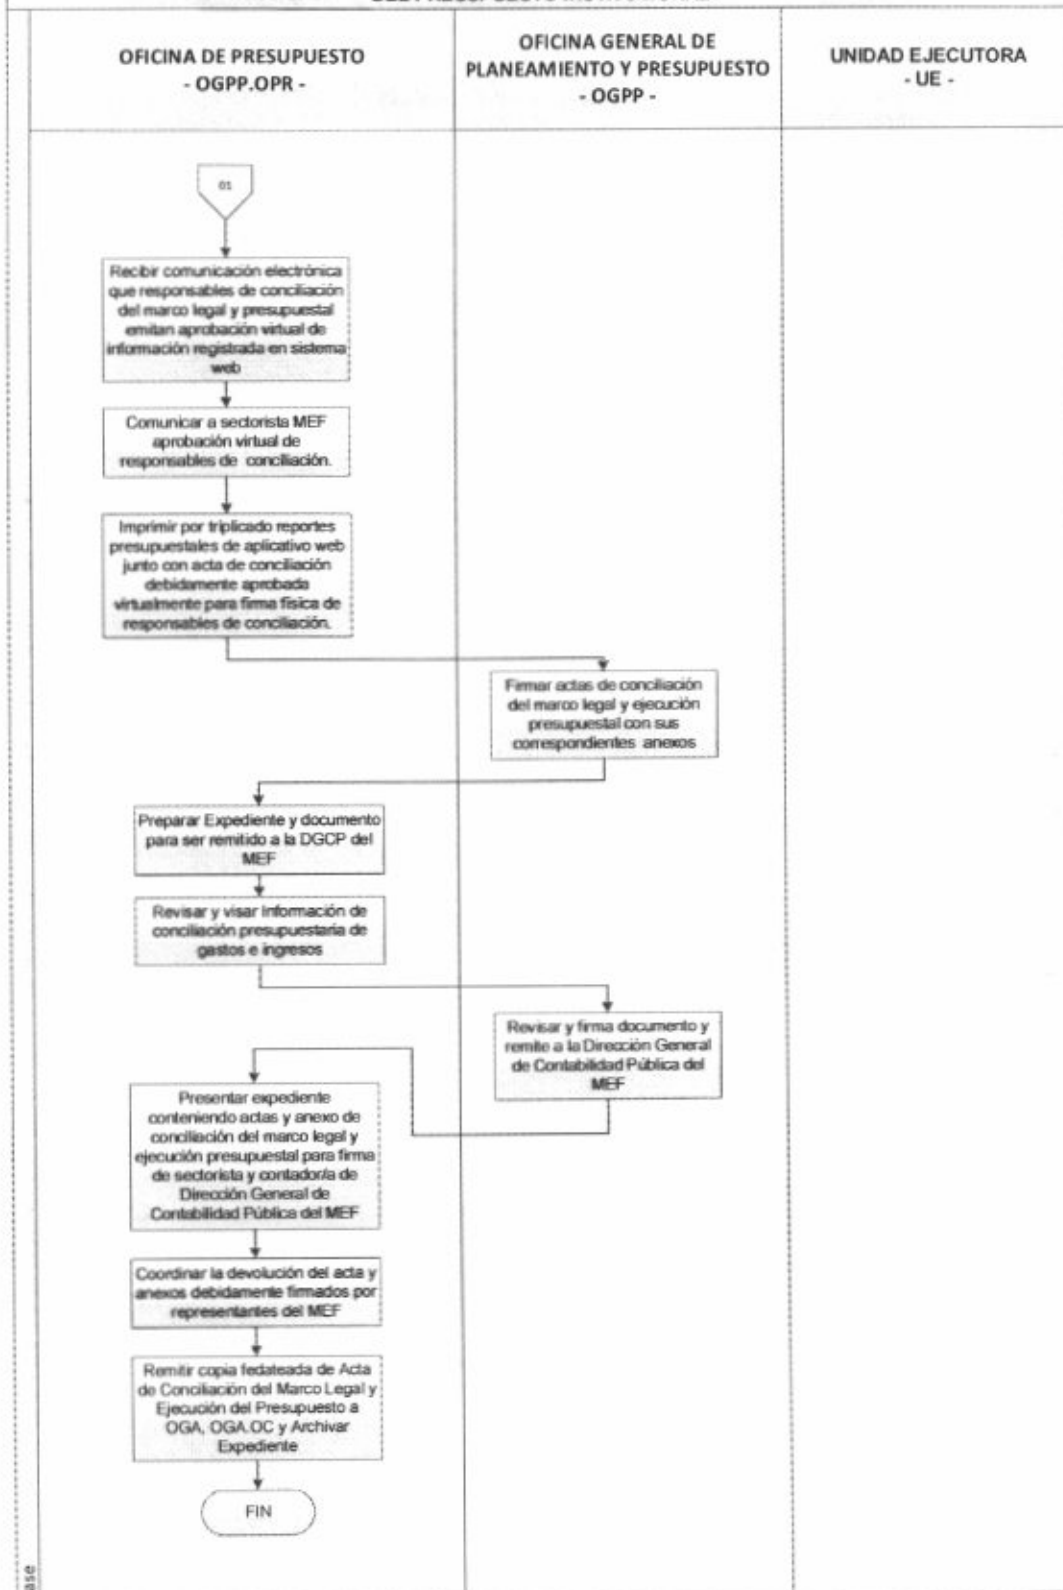 OFICINA DE PRESUPUESTO
- OGPP.OPR -
OFICINA GENERAL DE
PLANEAMIENTO Y PRESUPUESTO
- OGPP -
UNIDAD EJECUTORA
- UE -
01
Recibir comunicación electrónica
que responsables de conciliación
del marco legal y presupuestal
emitan aprobación virtual de
información registrada en sistema
web
Comunicar a sectorista MEF
aprobación virtual de
responsables de conciliación.
Imprimir por triplicado reportes
presupuestales de aplicativo web
junto con acta de conciliación
debidamente aprobada
virtualmente para firma física de
responsables de conciliación.
Firmar actas de conciliación
del marco legal y ejecución
presupuestal con sus
correspondientes anexos
Preparar Expediente y documento
para ser remitido a la DGCP del
MEF
Revisar y visar Información de
conciliación presupuestaria de
gastos e ingresos
Revisar y firma documento y
remite a la Dirección General
de Contabilidad Pública del
MEF
Presentar expediente
conteniendo actas y anexo de
conciliación del marco legal y
ejecución presupuestal para firma
de sectorista y contador/a de
Dirección General de
Contabilidad Pública del MEF
Coordinar la devolución del acta y
anexos debidamente firmados por
representantes del MEF
Remitir copia fedateada de Acta
de Conciliación del Marco Legal y
Ejecución del Presupuesto a
OGA, OGA.OC y Archivar
Expediente
FIN
ase